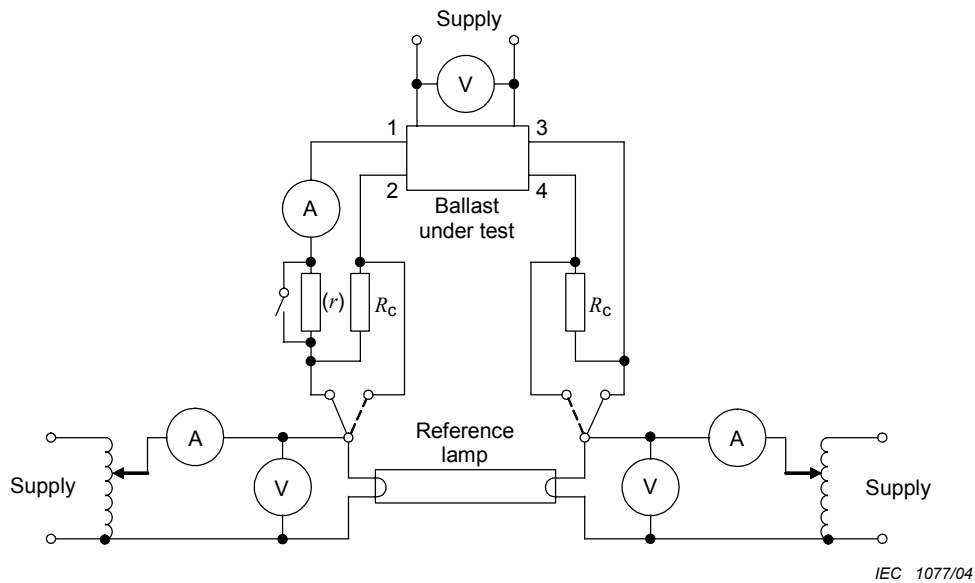 Supply
V
1
3
2
4
Ballast
under test
A
(r)
Rc
Rc
Reference
lamp
A
A
V
V
Supply
Supply
IEC 1077/04